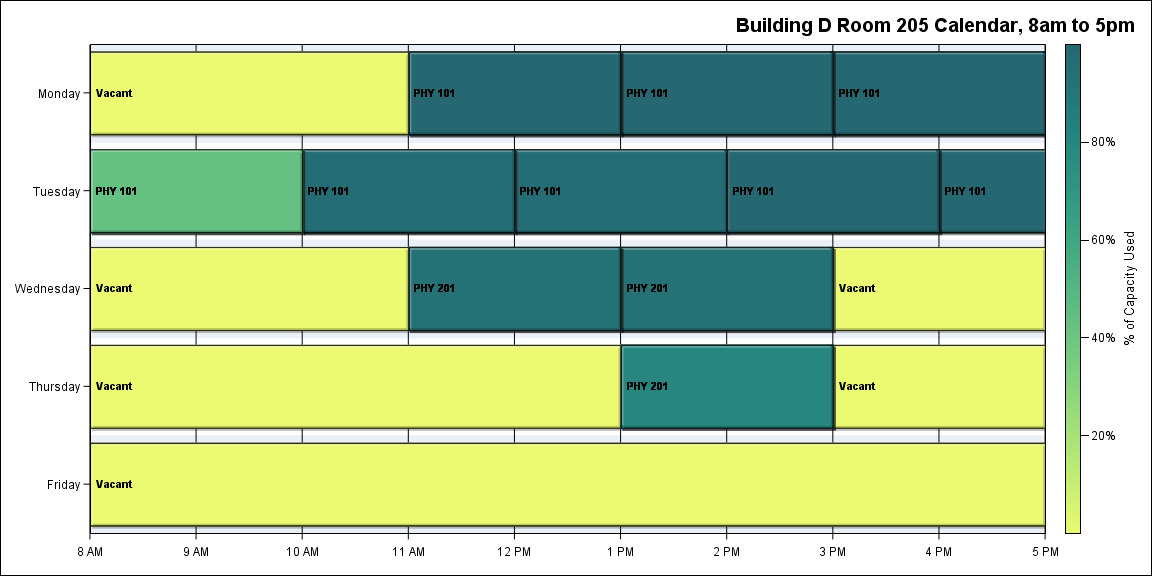 Building D Room 205 Calendar, 8am to 5pm
Monday
Vacant
PHY 101
PHY 101
PHY 101
Tuesday
PHY 101
PHY 101
PHY 101
PHY 101
PHY 101
Wednesday
Vacant
PHY 201
PHY 201
Vacant
Thursday
Vacant
PHY 201
Vacant
Friday
Vacant
8 AM
9 AM
10 AM
11 AM
12 PM
1 PM
2 PM
3 PM
4 PM
5 PM
80%
60%
40%
20%
% of Capacity Used